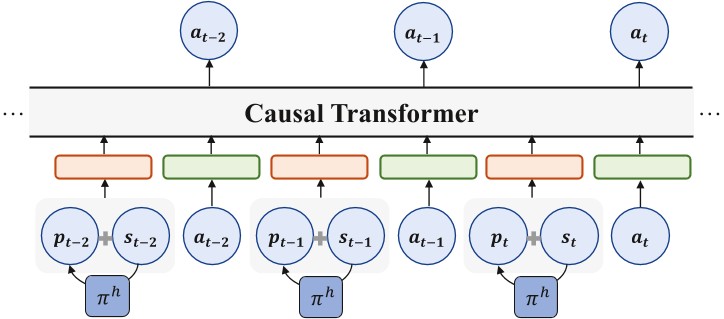 a_{t-2} a_{t-1} a_t
... Causal Transformer ...
p_{t-2} + s_{t-2} a_{t-2} p_{t-1} + s_{t-1} a_{t-1} p_t + s_t a_t
π^h π^h π^h